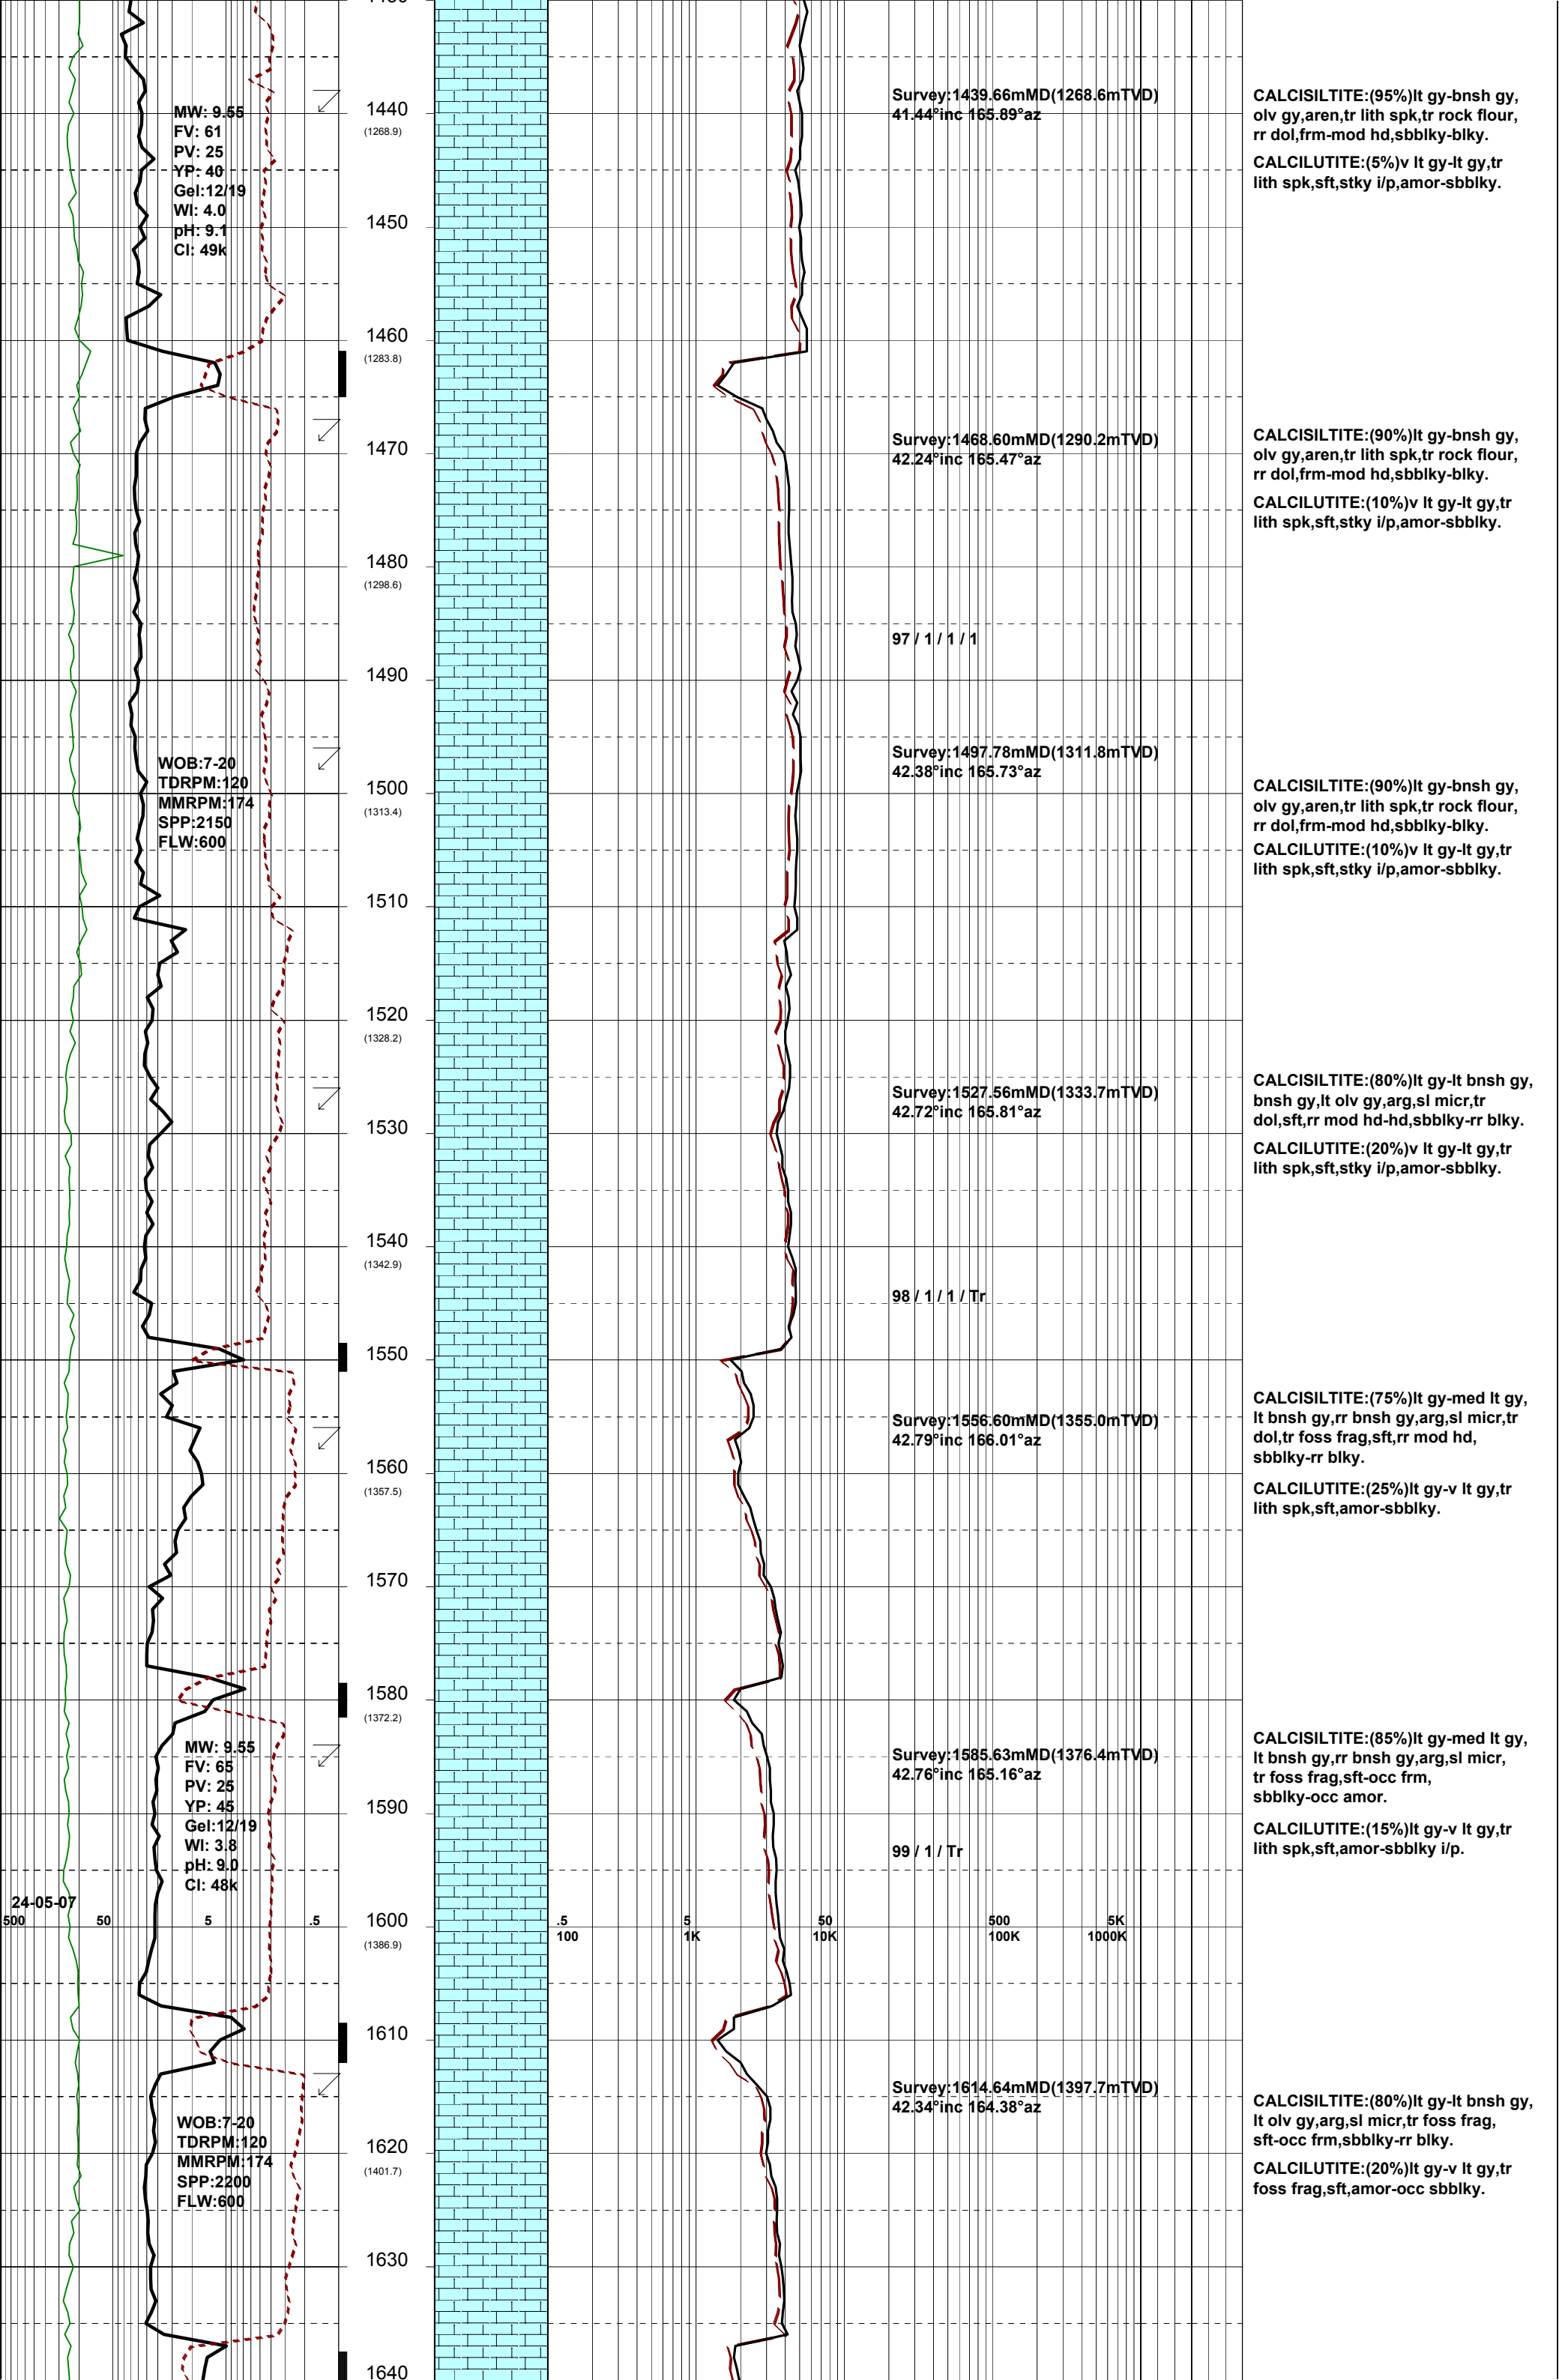 MW: 9.55
FV: 61
PV: 25
YP: 40
Gel:12/19
Wl: 4.0
pH: 9.1
Cl: 49k
1440
(1268.9)
Survey:1439.66mMD(1268.6mTVD)
41.44°inc 165.89°az
CALCISILTITE:(95%)lt gy-bnsh gy,
olv gy,aren,tr lith spk,tr rock flour,
rr dol,frm-mod hd,sbblky-blky.
CALCILUTITE:(5%)v lt gy-lt gy,tr
lith spk,sft,stky i/p,amor-sbblky.
1450
1460
(1283.8)
1470
Survey:1468.60mMD(1290.2mTVD)
42.24°inc 165.47°az
CALCISILTITE:(90%)lt gy-bnsh gy,
olv gy,aren,tr lith spk,tr rock flour,
rr dol,frm-mod hd,sbblky-blky.
CALCILUTITE:(10%)v lt gy-lt gy,tr
lith spk,sft,stky i/p,amor-sbblky.
1480
(1298.6)
97 / 1 / 1 / 1
1490
WOB:7-20
TDRPM:120
MMRPM:174
SPP:2150
FLW:600
1500
(1313.4)
Survey:1497.78mMD(1311.8mTVD)
42.38°inc 165.73°az
CALCISILTITE:(90%)lt gy-bnsh gy,
olv gy,aren,tr lith spk,tr rock flour,
rr dol,frm-mod hd,sbblky-blky.
CALCILUTITE:(10%)v lt gy-lt gy,tr
lith spk,sft,stky i/p,amor-sbblky.
1510
1520
(1328.2)
1530
Survey:1527.56mMD(1333.7mTVD)
42.72°inc 165.81°az
CALCISILTITE:(80%)lt gy-lt bnsh gy,
bnsh gy,lt olv gy,arg,sl micr,tr
dol,sft,rr mod hd-hd,sbblky-rr blky.
CALCILUTITE:(20%)v lt gy-lt gy,tr
lith spk,sft,stky i/p,amor-sbblky.
1540
(1342.9)
98 / 1 / 1 / Tr
1550
Survey:1556.60mMD(1355.0mTVD)
42.79°inc 166.01°az
CALCISILTITE:(75%)lt gy-med lt gy,
lt bnsh gy,rr bnsh gy,arg,sl micr,tr
dol,tr foss frag,sft,rr mod hd,
sbblky-rr blky.
CALCILUTITE:(25%)lt gy-v lt gy,tr
lith spk,sft,amor-sbblky.
1560
(1357.5)
1570
1580
(1372.2)
MW: 9.55
FV: 65
PV: 25
YP: 45
Gel:12/19
Wl: 3.8
pH: 9.0
Cl: 48k
Survey:1585.63mMD(1376.4mTVD)
42.76°inc 165.16°az
CALCISILTITE:(85%)lt gy-med lt gy,
lt bnsh gy,rr bnsh gy,arg,sl micr,
tr foss frag,sft-occ frm,
sbblky-occ amor.
CALCILUTITE:(15%)lt gy-v lt gy,tr
lith spk,sft,amor-sbblky i/p.
1590
99 / 1 / Tr
24-05-07
500 50 5 .5
1600
(1386.9)
.5 5 50 500 5K
100 1K 10K 100K 1000K
1610
Survey:1614.64mMD(1397.7mTVD)
42.34°inc 164.38°az
CALCISILTITE:(80%)lt gy-lt bnsh gy,
lt olv gy,arg,sl micr,tr foss frag,
sft-occ frm,sbblky-rr blky.
CALCILUTITE:(20%)lt gy-v lt gy,tr
foss frag,sft,amor-occ sbblky.
WOB:7-20
TDRPM:120
MMRPM:174
SPP:2200
FLW:600
1620
(1401.7)
1630
1640